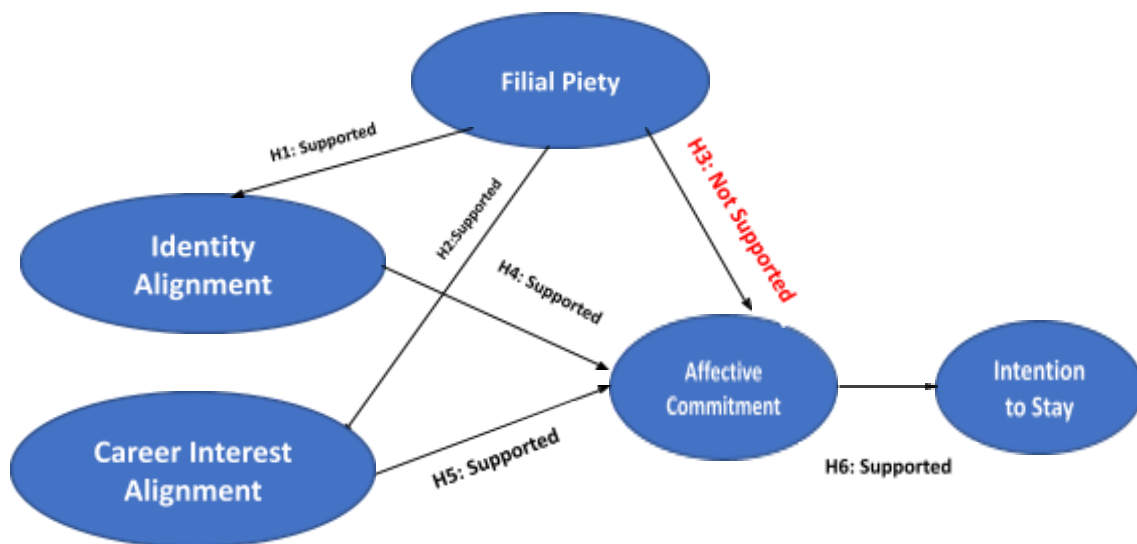 Filial Piety
H1: Supported
H2:Supported
H3: Not Supported
Identity
Alignment
H4: Supported
Affective
Commitment
Intention
to Stay
Career Interest
Alignment
H5: Supported
H6: Supported